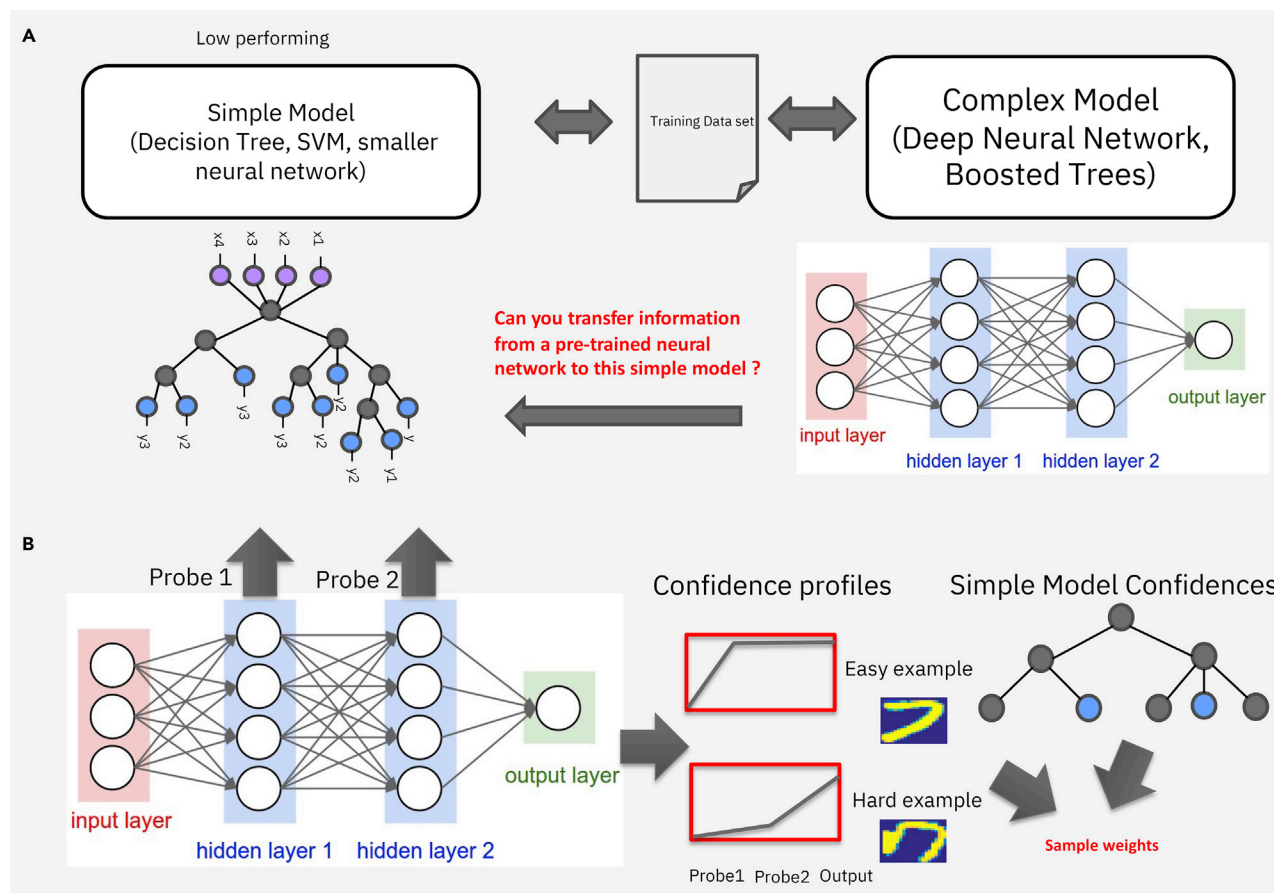 A
Low performing
Simple Model
(Decision Tree, SVM, smaller
neural network)
Training Data set
Complex Model
(Deep Neural Network,
Boosted Trees)
x4
x3
x2
x1
y3
y2
y3
y3
y2
y2
y2
y1
y
Can you transfer information
from a pre-trained neural
network to this simple model ?
input layer
hidden layer 1
hidden layer 2
output layer
B
Probe 1
Probe 2
input layer
hidden layer 1
hidden layer 2
output layer
Confidence profiles
Easy example
Hard example
Probe1
Probe2
Output
Simple Model Confidences
Sample weights